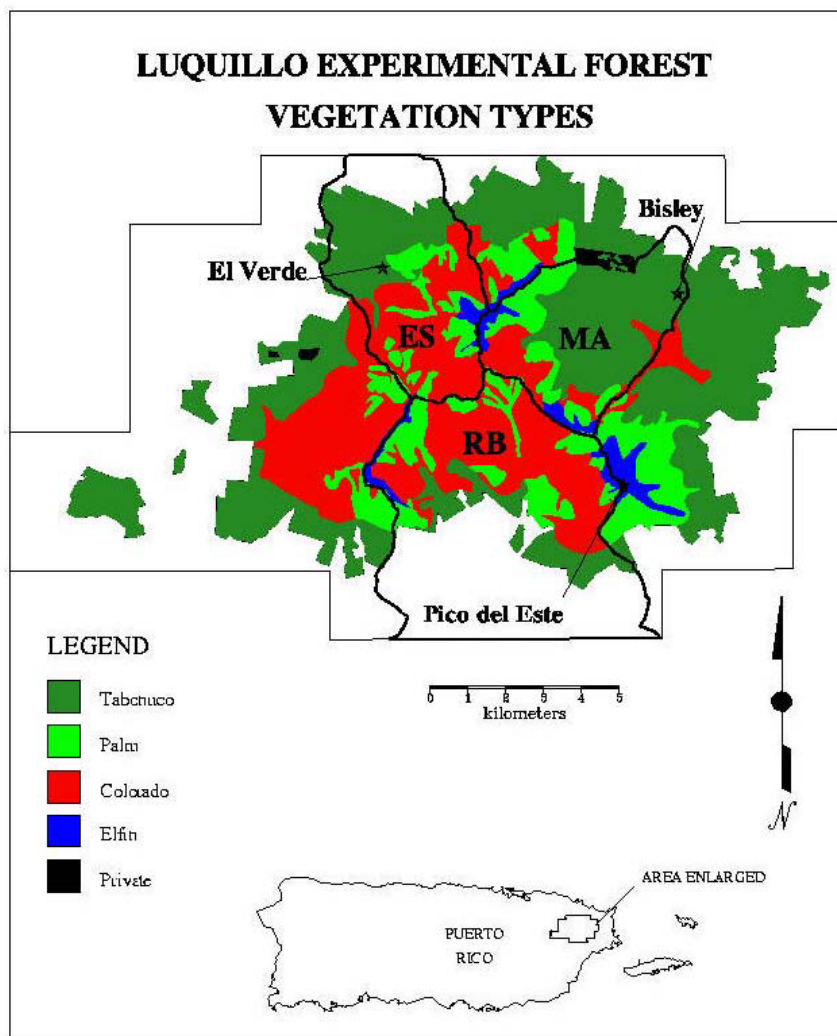 LUQUILLO EXPERIMENTAL FOREST
VEGETATION TYPES
Bisley
El Verde
ES
MA
RB
Pico del Este
LEGEND
Tabonuco
Palm
Colorado
Elfin
Private
0 1 2 3 4 5
kilometers
N
AREA ENLARGED
PUERTO
RICO